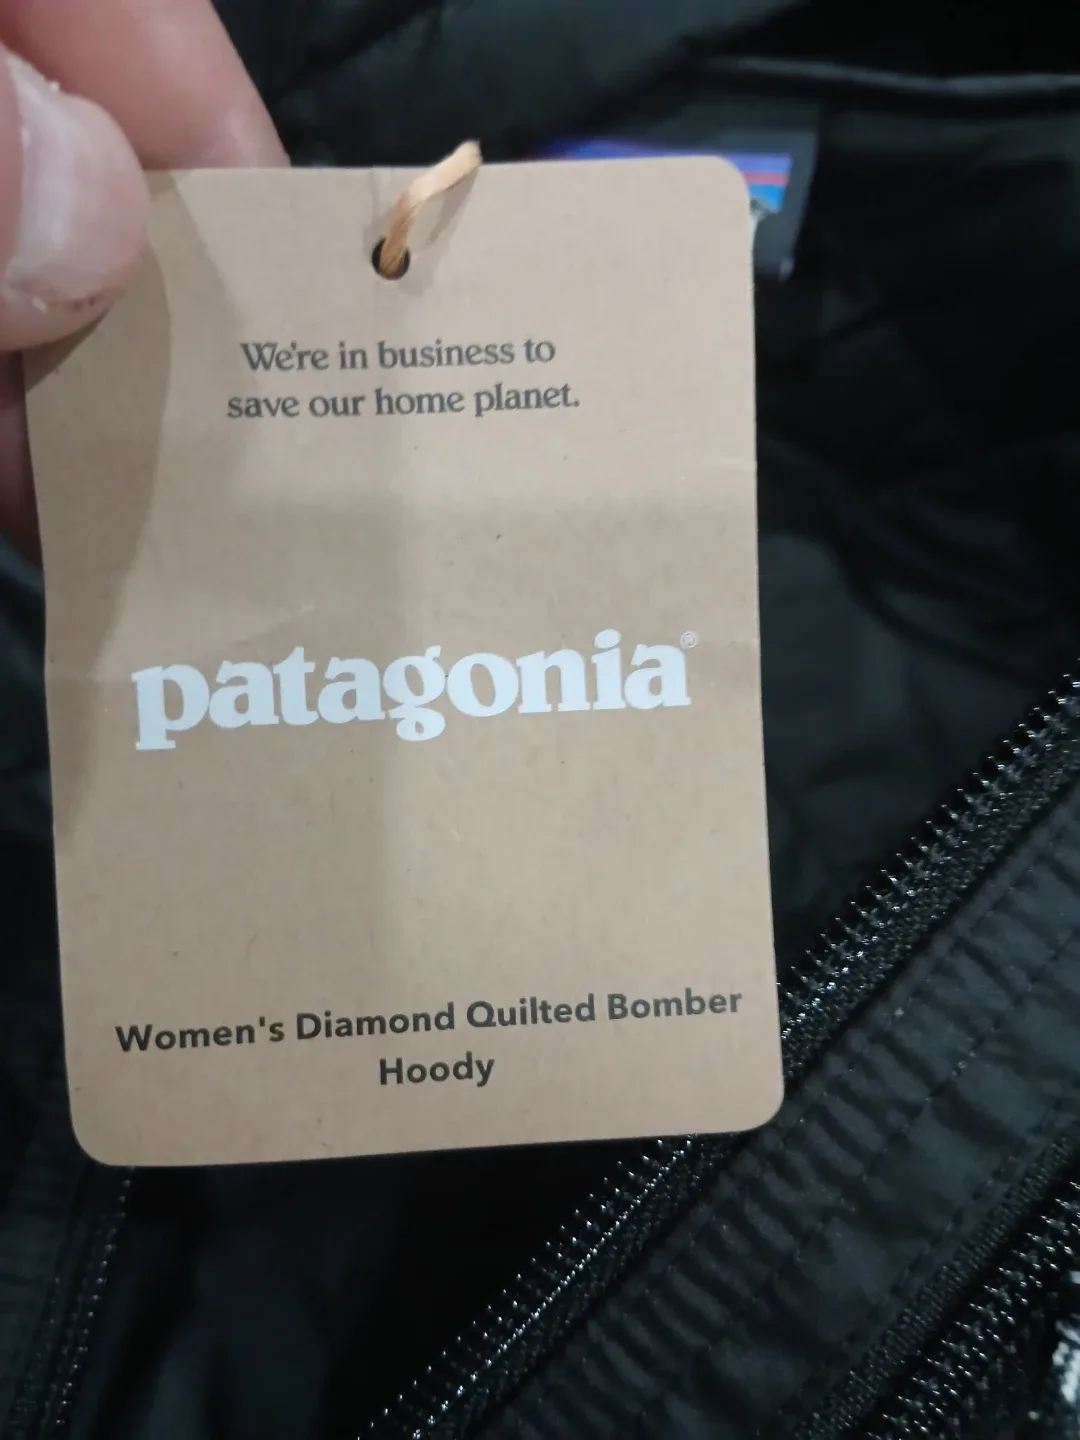 We're in business to
save our home planet.
patagonia®
Women's Diamond Quilted Bomber
Hoody